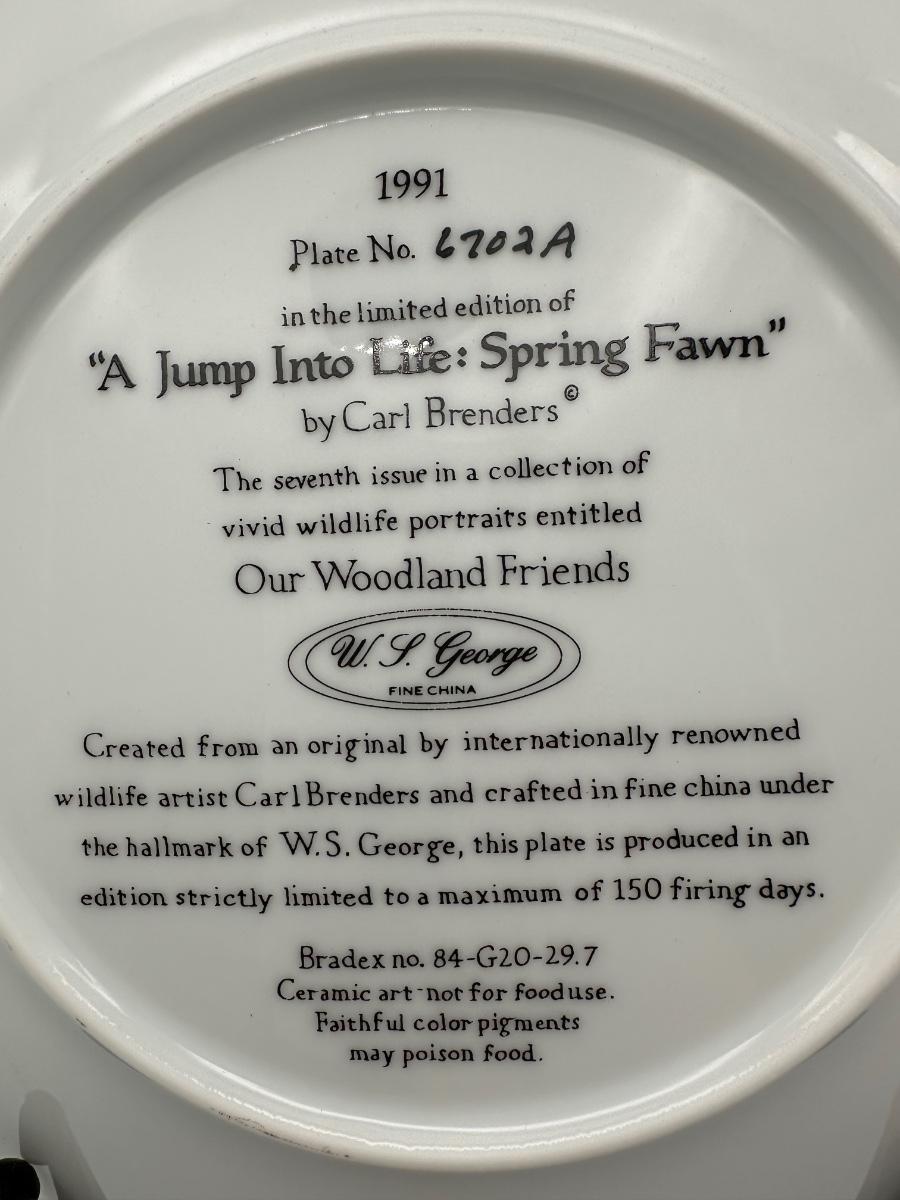 1991
Plate No. 6702A
in the limited edition of
“A Jump Into Life: Spring Fawn”
by Carl Brenders©
The seventh issue in a collection of
vivid wildlife portraits entitled
Our Woodland Friends
W. S. George
FINE CHINA
Created from an original by internationally renowned
wildlife artist Carl Brenders and crafted in fine china under
the hallmark of W.S. George, this plate is produced in an
edition strictly limited to a maximum of 150 firing days.
Bradex no. 84-G20-29.7
Ceramic art-not for food use.
Faithful color pigments
may poison food.